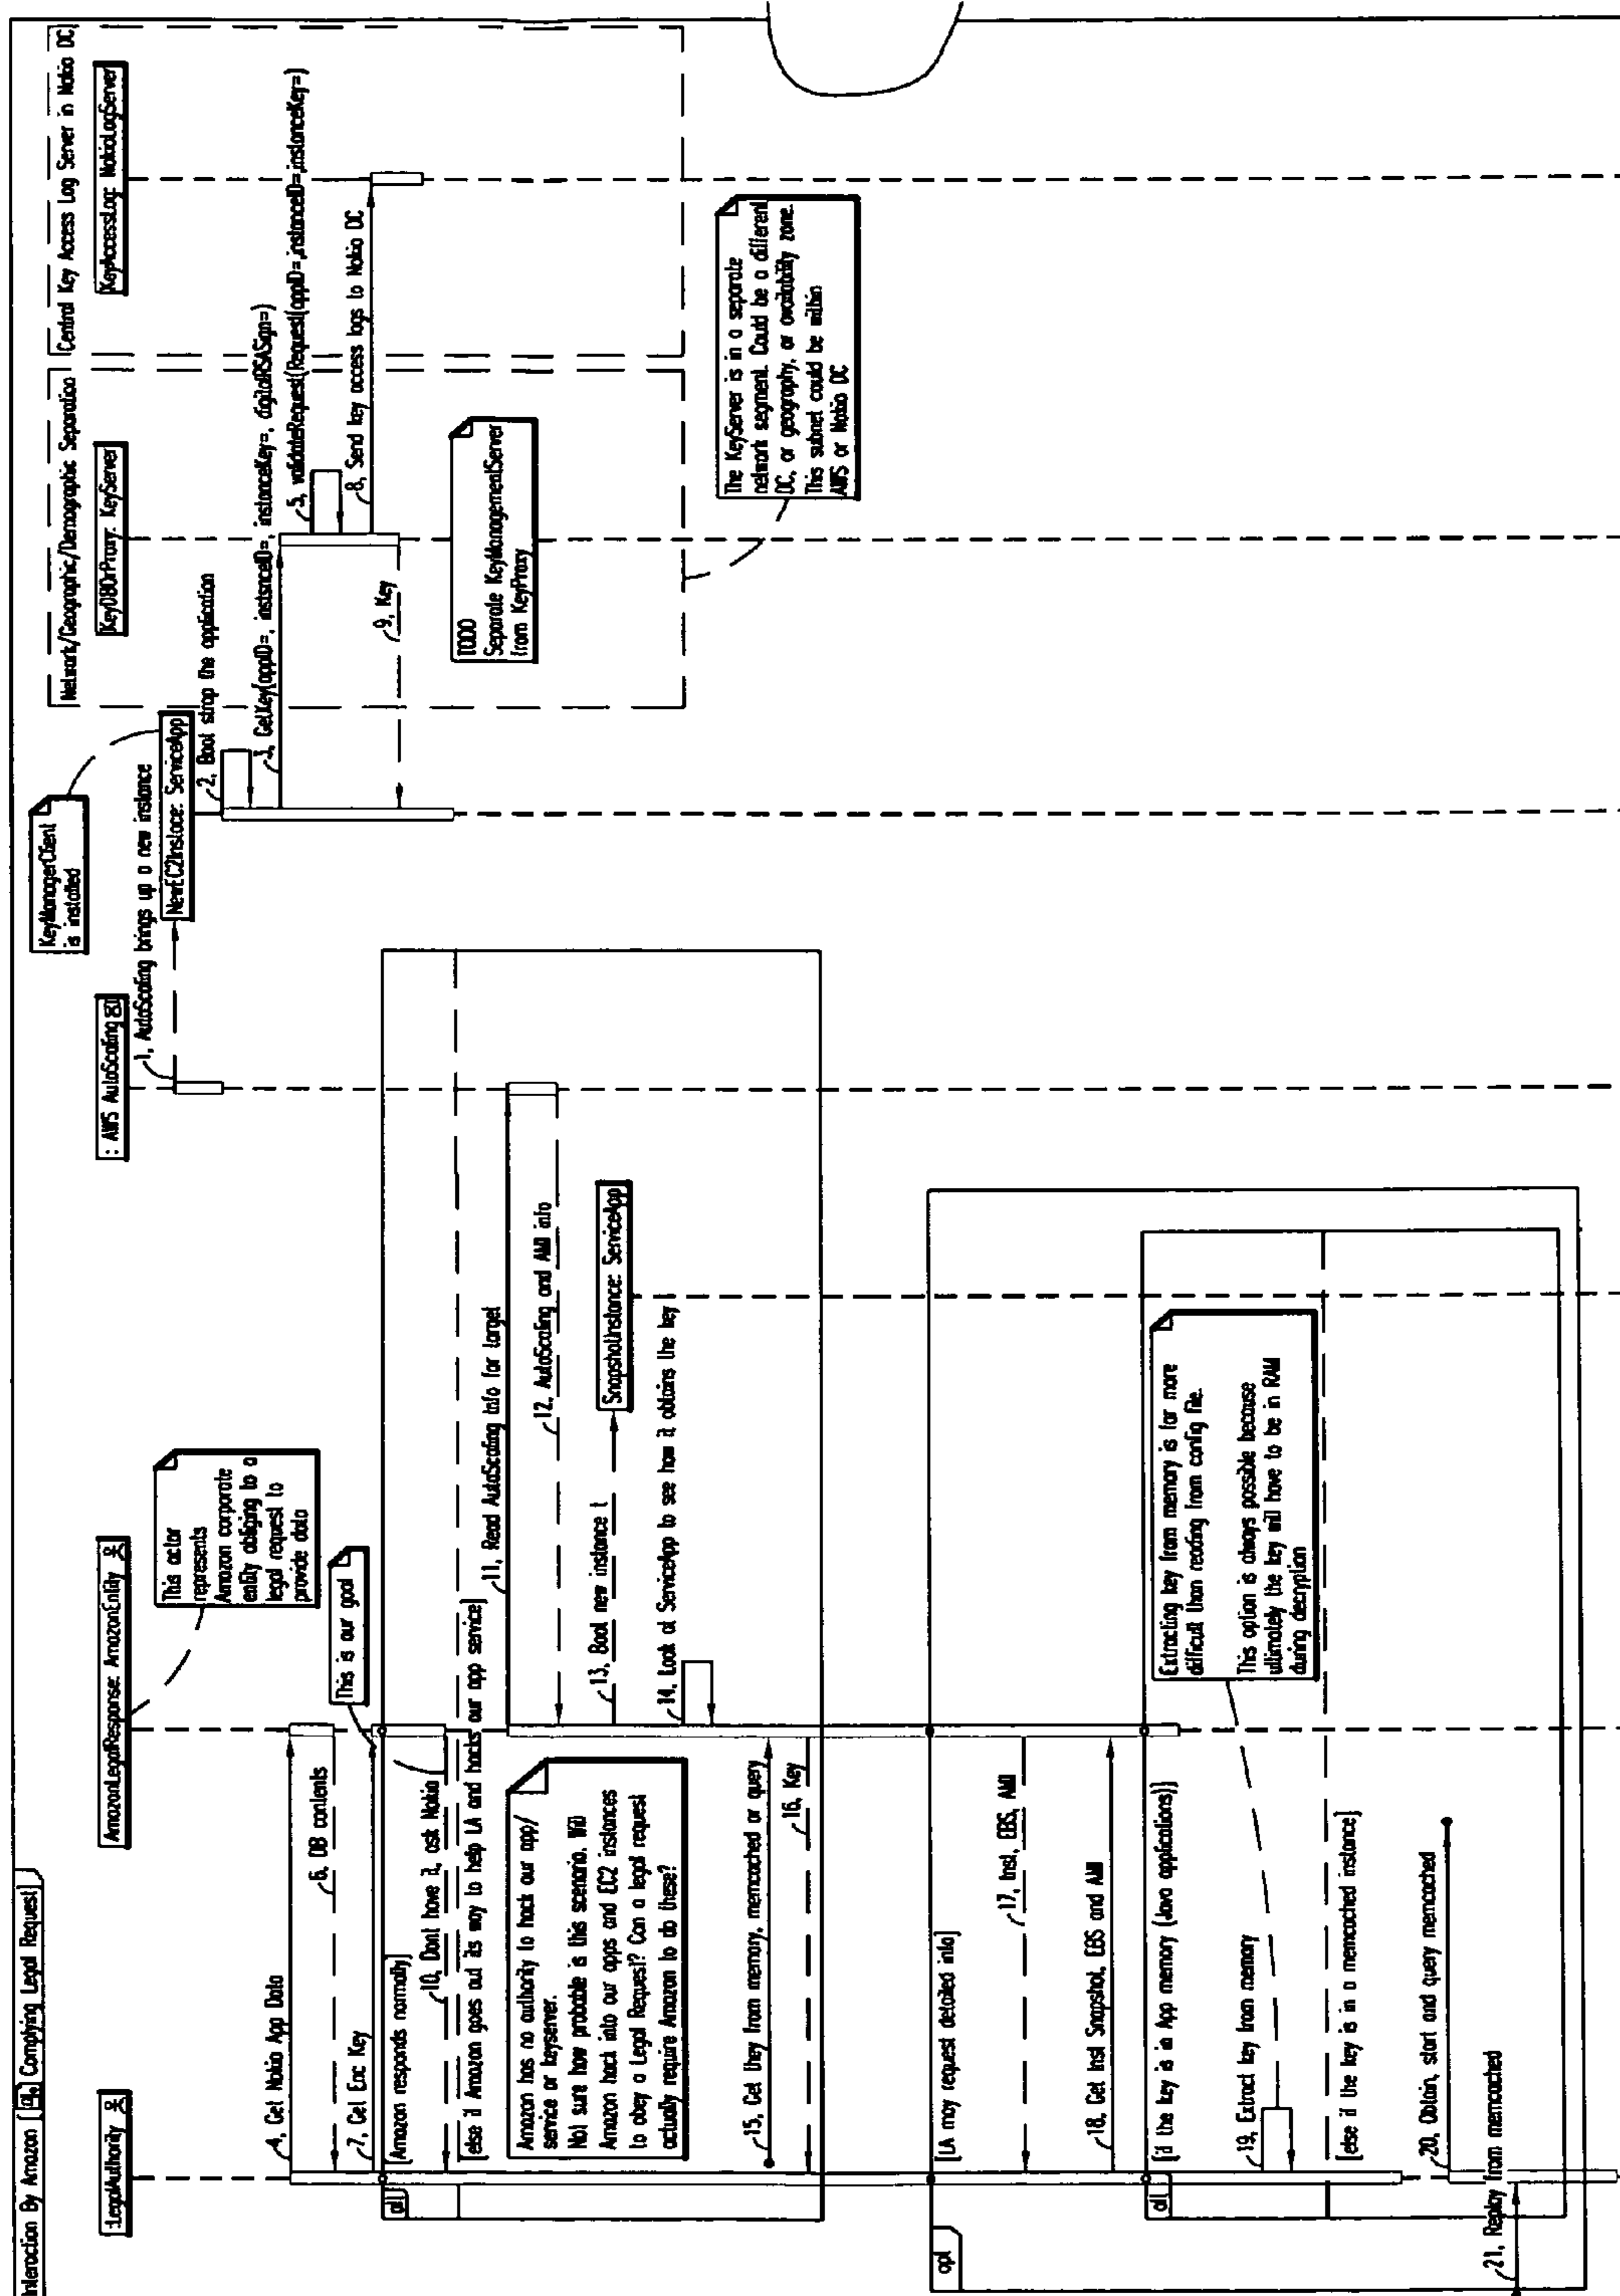 Interaction By Amazon [ Complying Legal Request]
:LegalAuthority
AmazonLegalResponse: AmazonEntity
: AWS AutoScaling
KeyManagerClient
is installed
Network/Geographic/Demographic Separation
Central Key Access Log Server in Nokia DC
KeyDBOrProxy: KeyServer
KeyAccessLog: NokiaLogServer
This actor
represents
Amazon corporate
entity obliging to a
legal request to
provide data
1, AutoScaling brings up a new instance
NewEC2Instace: ServiceApp
2, Boot strap the application
3, GetKey(appID=, instsnceID=, instanceKey=, digitalRSASign=)
4, Get Nokia App Data
5, validateRequest(Request(appID=,instanceID=,instanceKey=)
6, DB contents
This is our goal
7, Get Enc Key
8, Send key access logs to Nokia DC
9, Key
alt
[Amazon responds normally]
10, Dont have it, ask Nokia
[else if Amazon goes out its way to help LA and hacks our app service]
TODO
Separate KeyManagementServer
from KeyProxy
11, Read AutoScaling info for target
12, AutoScaling and AMI info
Amazon has no authority to hack our app/
service or keyserver.
Not sure how probable is this scenario. Will
Amazon hack into our apps and EC2 instances
to obey a Legal Request? Can a legal request
actually require Amazon to do these?
13, Boot new instance t
SnapshotInstance: ServiceApp
14, Look at ServiceApp to see how it obtains the key
The KeyServer is in a separate
network segment. Could be a different
DC, or geography, or availability zone.
This subnet could be within
AWS or Nokia DC
15, Get they from memory, memcached or query
16, Key
opt
[LA may request detailed info]
17, Inst, EBS, AMI
18, Get Inst Snapshot, EBS and AMI
alt
[if the key is in App memory (Java applications)]
Extracting key from memory is far more
difficult than reading from config file.
This option is always possible because
ultimately the key will have to be in RAM
during decryption
19, Extract key from memory
[else if the key is in a memcached instance]
20, Obtain, start and query memcached
21, Replay from memcached